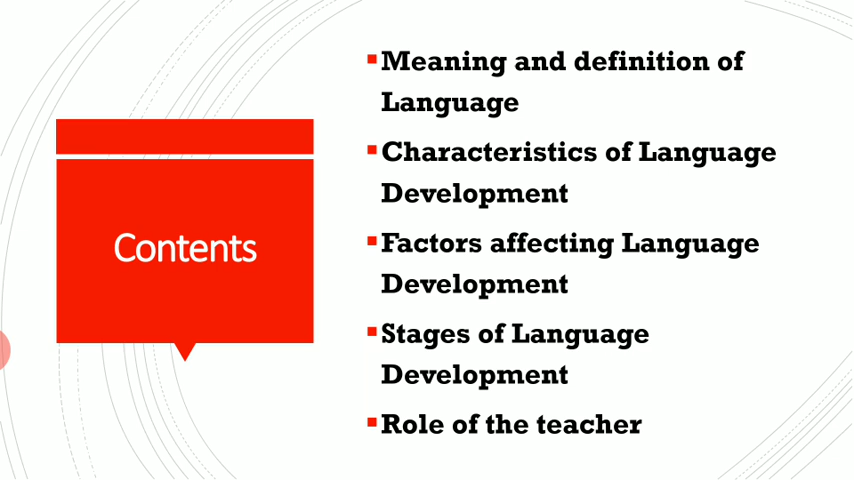 Contents
Meaning and definition of
Language
Characteristics of Language
Development
Factors affecting Language
Development
Stages of Language
Development
Role of the teacher